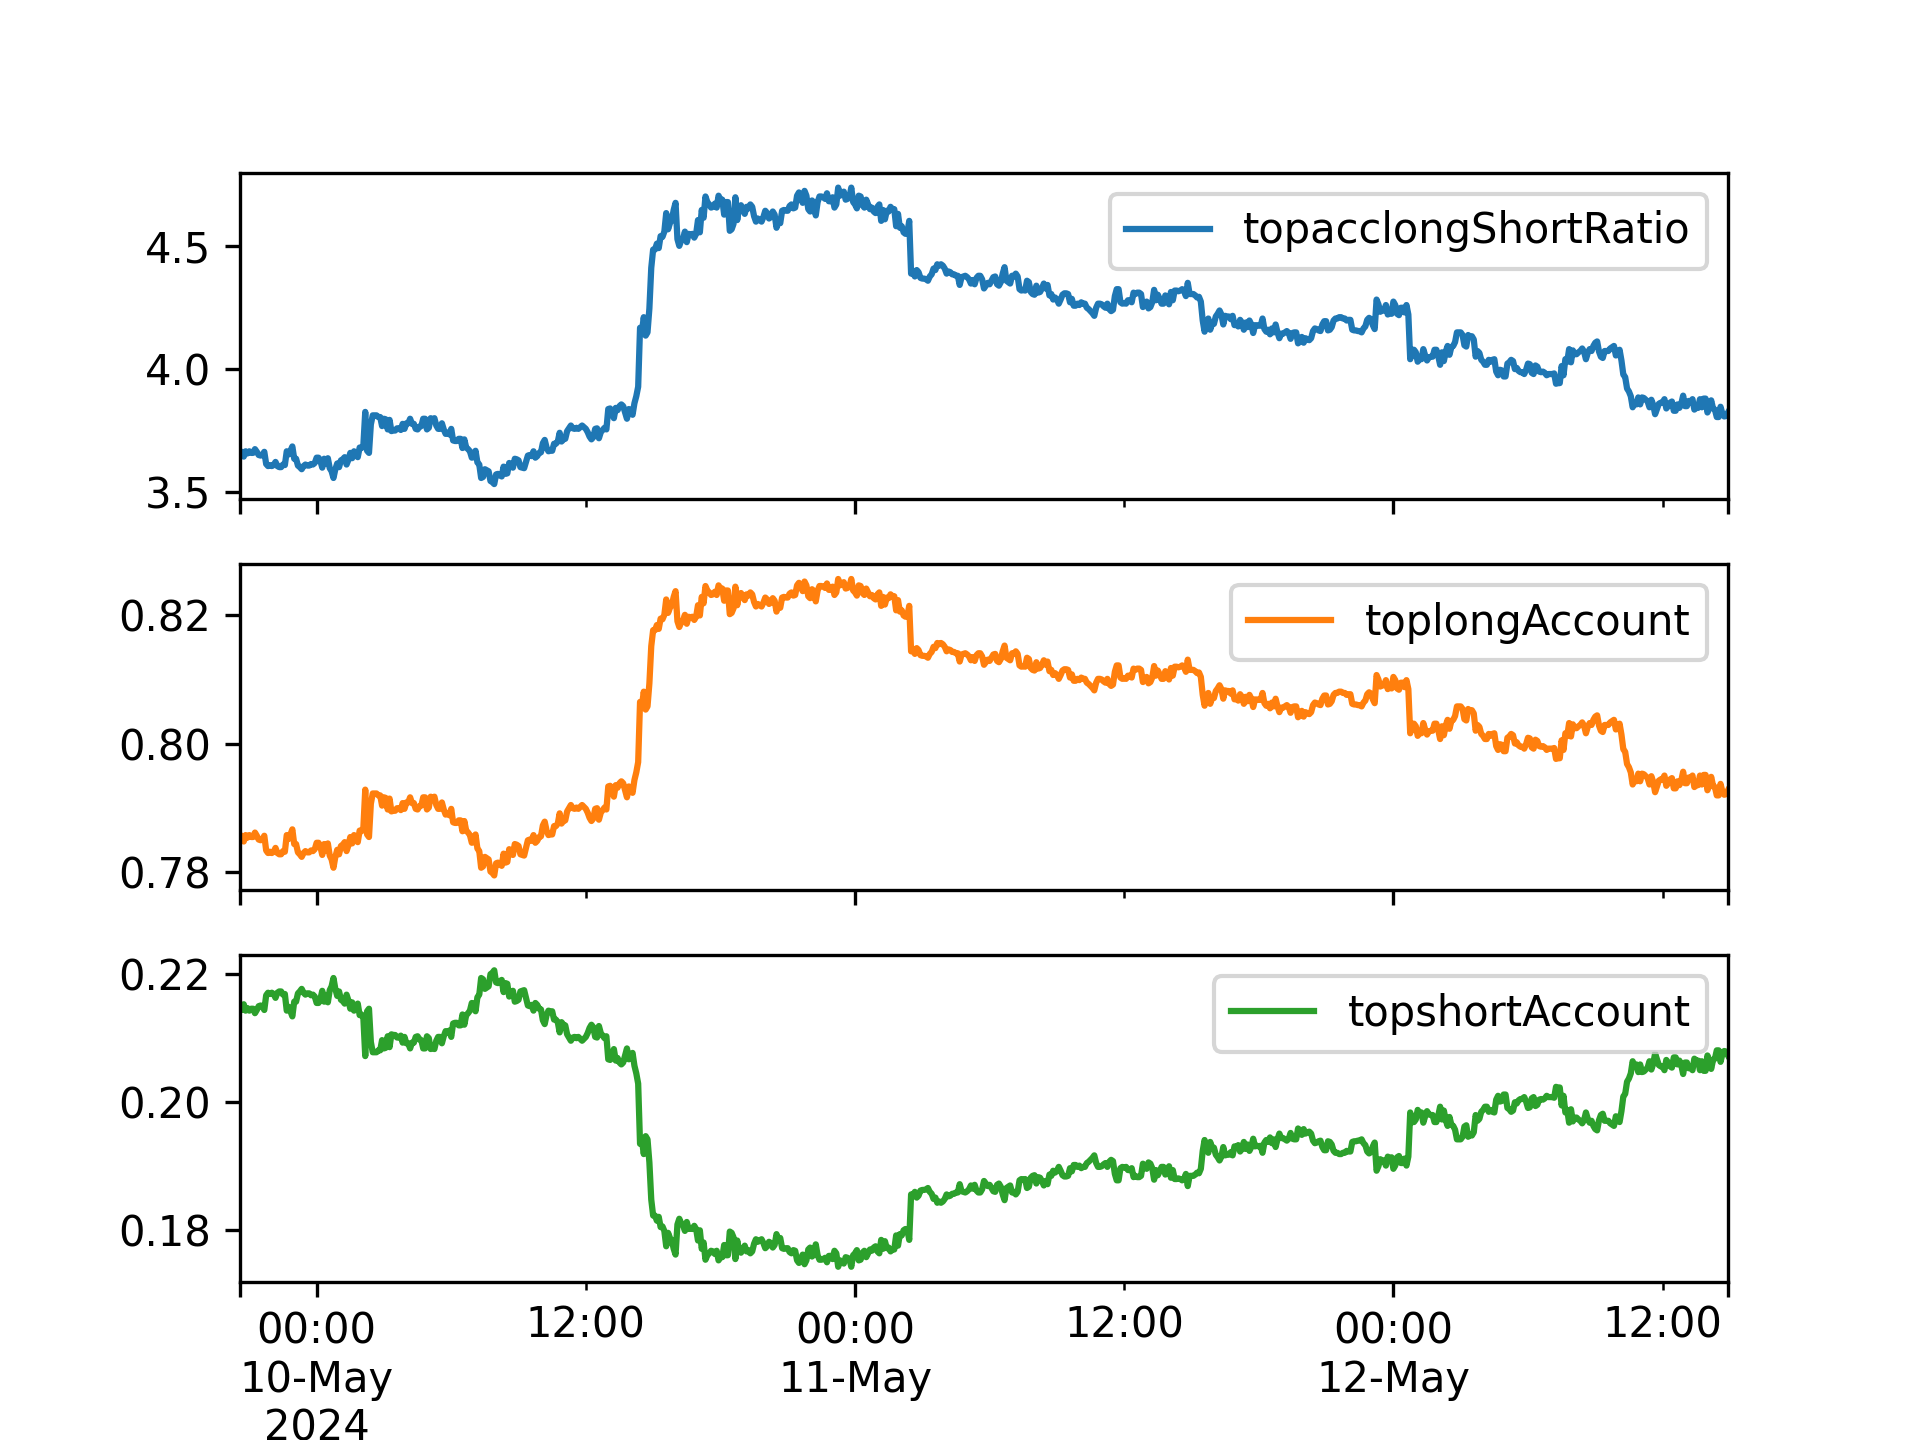 topacclongShortRatio
4.5
4.0
3.5
toplongAccount
0.82
0.80
0.78
topshortAccount
0.22
0.20
0.18
00:00 12:00 00:00 12:00 00:00 12:00
10-May 11-May 12-May
2024